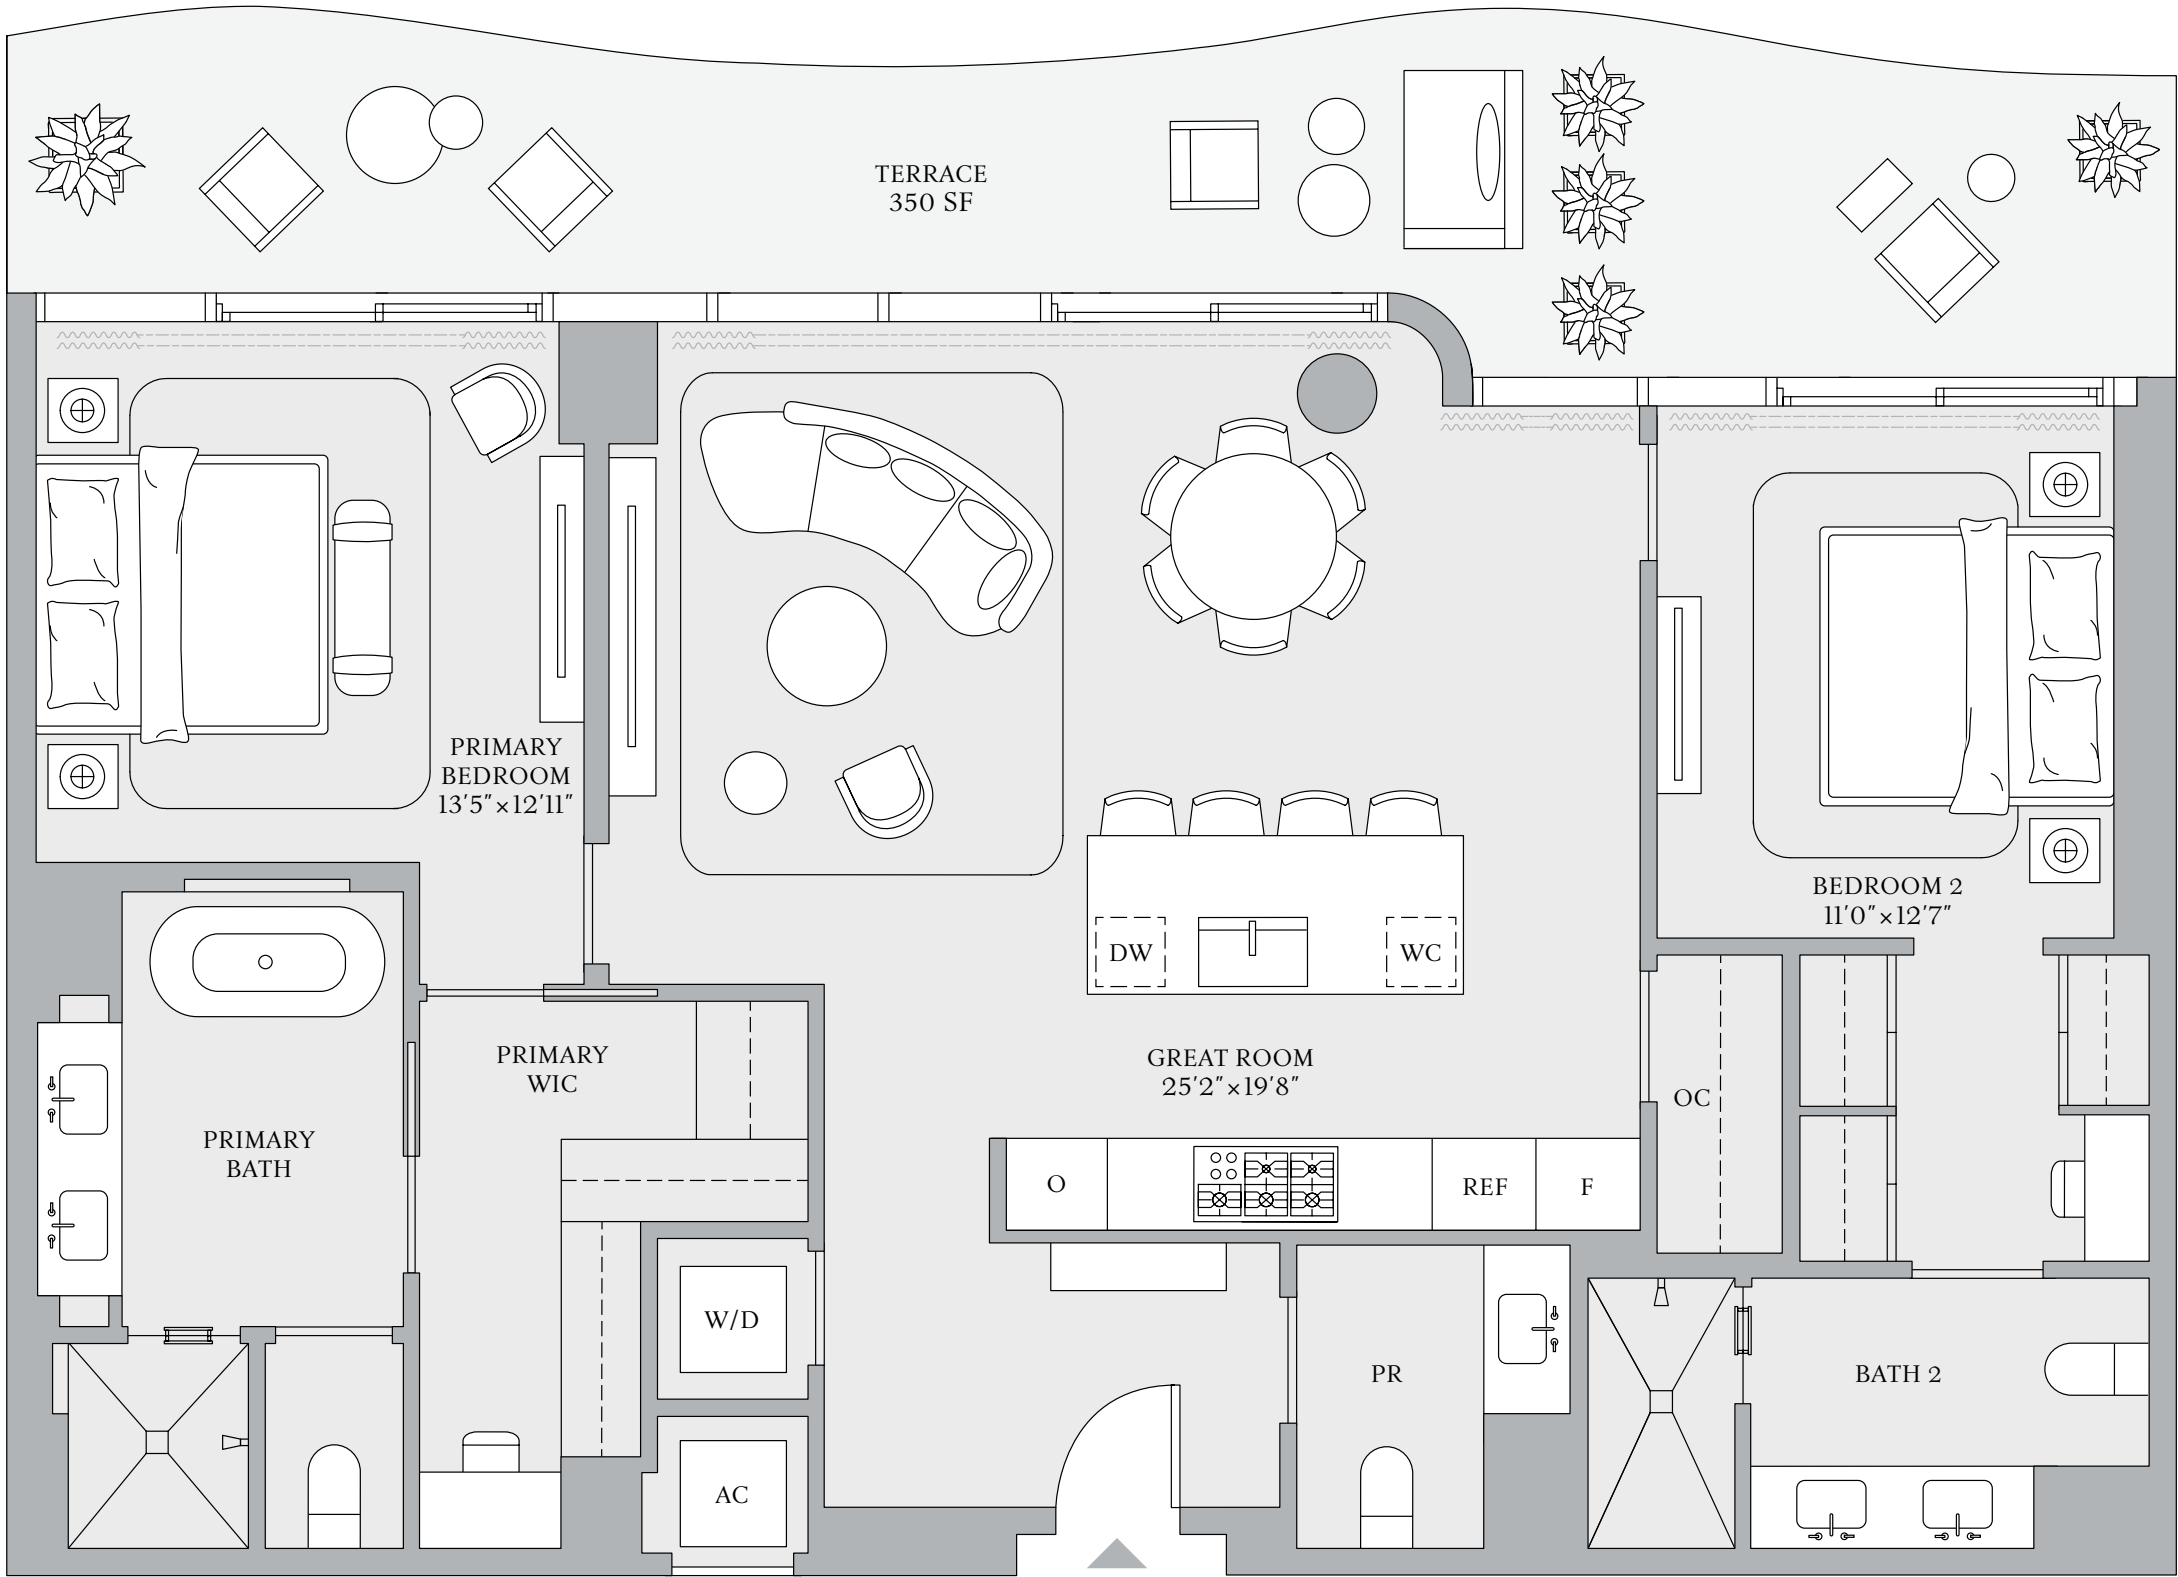 TERRACE
350 SF
PRIMARY
BEDROOM
13'5"×12'11"
BEDROOM 2
11'0"×12'7"
DW
WC
PRIMARY
WIC
GREAT ROOM
25'2"×19'8"
OC
PRIMARY
BATH
O
REF
F
W/D
PR
BATH 2
AC